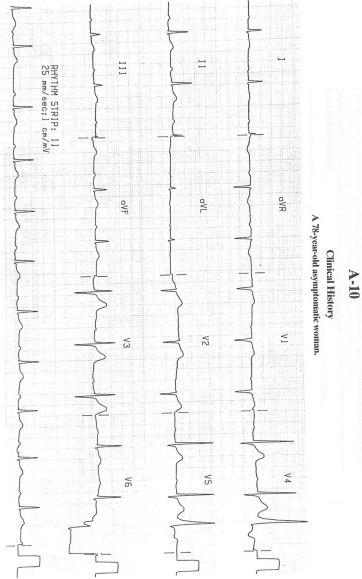 A-10
Clinical History
A 78-year-old asymptomatic woman.
I
aVR
V1
V4
II
aVL
V2
V5
III
aVF
V3
V6
RHYTHM STRIP: II
25 mm/sec;1 cm/mV